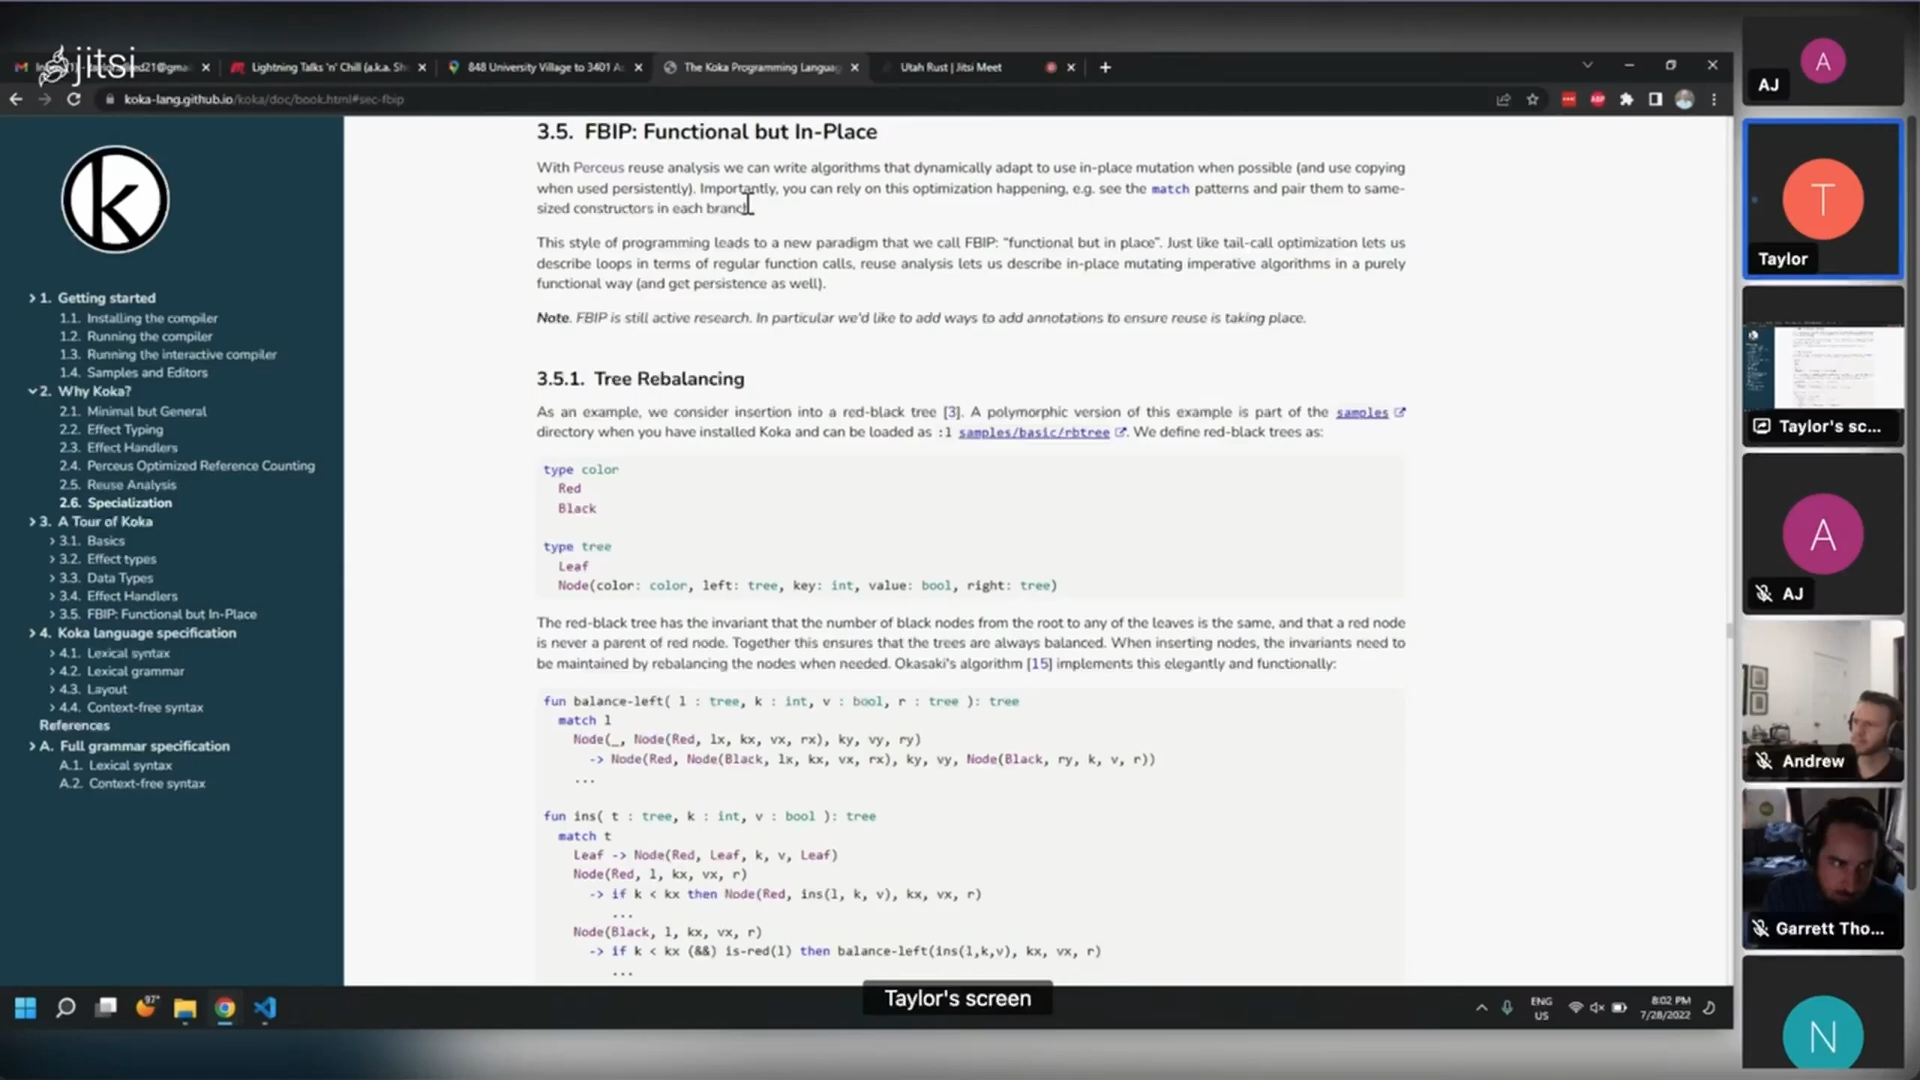 jitsi
Lightning Talks 'n' Chill (a.k.a. Sh
848 University Village to 3401 A
The Koka Programming Languag
Utah Rust | Jitsi Meet
koka-lang.github.io/koka/doc/book.html#sec-fbip
1. Getting started
1.1. Installing the compiler
1.2. Running the compiler
1.3. Running the interactive compiler
1.4. Samples and Editors
2. Why Koka?
2.1. Minimal but General
2.2. Effect Typing
2.3. Effect Handlers
2.4. Perceus Optimized Reference Counting
2.5. Reuse Analysis
2.6. Specialization
3. A Tour of Koka
3.1. Basics
3.2. Effect types
3.3. Data Types
3.4. Effect Handlers
3.5. FBIP: Functional but In-Place
4. Koka language specification
4.1. Lexical syntax
4.2. Lexical grammar
4.3. Layout
4.4. Context-free syntax
References
A. Full grammar specification
A.1. Lexical syntax
A.2. Context-free syntax
3.5. FBIP: Functional but In-Place
With Perceus reuse analysis we can write algorithms that dynamically adapt to use in-place mutation when possible (and use copying
when used persistently). Importantly, you can rely on this optimization happening, e.g. see the match patterns and pair them to same-
sized constructors in each branch.
This style of programming leads to a new paradigm that we call FBIP: "functional but in place". Just like tail-call optimization lets us
describe loops in terms of regular function calls, reuse analysis lets us describe in-place mutating imperative algorithms in a purely
functional way (and get persistence as well).
Note. FBIP is still active research. In particular we'd like to add ways to add annotations to ensure reuse is taking place.
3.5.1. Tree Rebalancing
As an example, we consider insertion into a red-black tree [3]. A polymorphic version of this example is part of the samples
directory when you have installed Koka and can be loaded as :l samples/basic/rbtree. We define red-black trees as:
type color
Red
Black
type tree
Leaf
Node(color: color, left: tree, key: int, value: bool, right: tree)
The red-black tree has the invariant that the number of black nodes from the root to any of the leaves is the same, and that a red node
is never a parent of red node. Together this ensures that the trees are always balanced. When inserting nodes, the invariants need to
be maintained by rebalancing the nodes when needed. Okasaki's algorithm [15] implements this elegantly and functionally:
fun balance-left( l : tree, k : int, v : bool, r : tree ): tree
match l
Node(_, Node(Red, lx, kx, vx, rx), ky, vy, ry)
-> Node(Red, Node(Black, lx, kx, vx, rx), ky, vy, Node(Black, ry, k, v, r))
...
fun ins( t : tree, k : int, v : bool ): tree
match t
Leaf -> Node(Red, Leaf, k, v, Leaf)
Node(Red, l, kx, vx, r)
-> if k < kx then Node(Red, ins(l, k, v), kx, vx, r)
...
Node(Black, l, kx, vx, r)
-> if k < kx (&&) is-red(l) then balance-left(ins(l,k,v), kx, vx, r)
...
Taylor's screen
97°
ENG
US
8:02 PM
7/28/2022
A
AJ
T
Taylor
Taylor's sc...
A
AJ
Andrew
Garrett Tho...
N